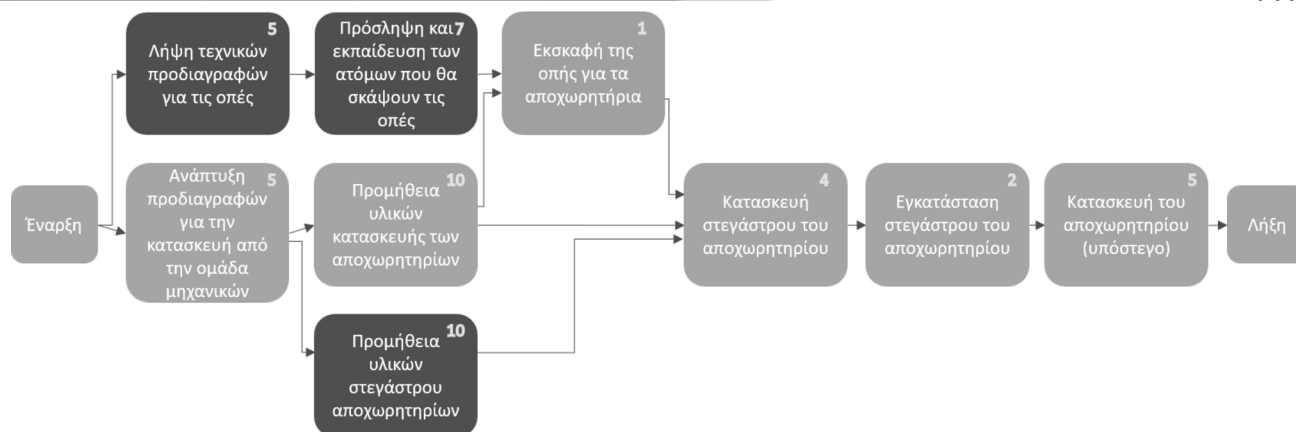 Έναρξη
5
Λήψη τεχνικών
προδιαγραφών
για τις οπές
Πρόσληψη και 7
εκπαίδευση των
ατόμων που θα
σκάψουν τις
οπές
1
Εκσκαφή της
οπής για τα
αποχωρητήρια
Ανάπτυξη 5
προδιαγραφών
για την
κατασκευή από
την ομάδα
μηχανικών
10
Προμήθεια
υλικών
κατασκευής των
αποχωρητηρίων
10
Προμήθεια
υλικών
στεγάστρου
αποχωρητηρίων
4
Κατασκευή
στεγάστρου του
αποχωρητηρίου
2
Εγκατάσταση
στεγάστρου του
αποχωρητηρίου
5
Κατασκευή του
αποχωρητηρίου
(υπόστεγο)
Λήξη